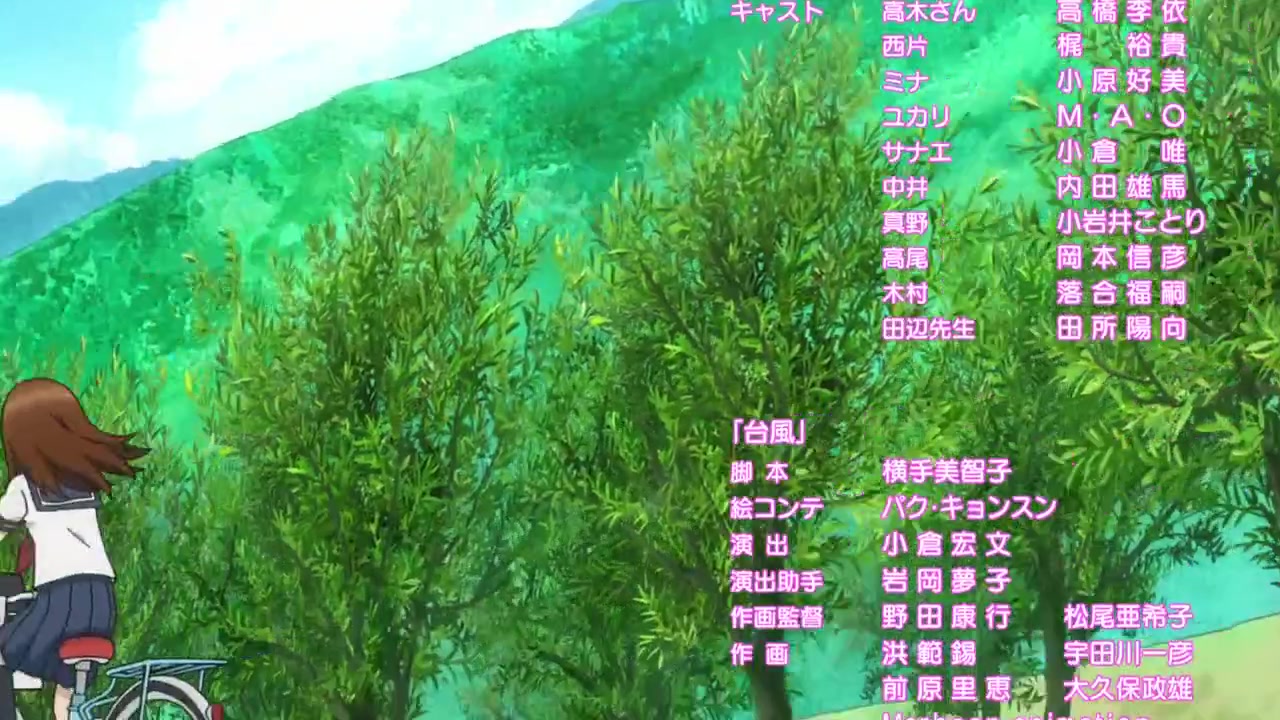 キャスト 高木さん 高橋李依
西片 梶 裕貴
ミナ 小原好美
ユカリ M・A・O
サナエ 小倉 唯
中井 内田雄馬
真野 小岩井ことり
高尾 岡本信彦
木村 落合福嗣
田辺先生 田所陽向
「台風」
脚本 横手美智子
絵コンテ パク・キョンスン
演出 小倉宏文
演出助手 岩岡夢子
作画監督 野田康行 松尾亜希子
作画 洪範錫 宇田川一彦
前原里恵 大久保政雄